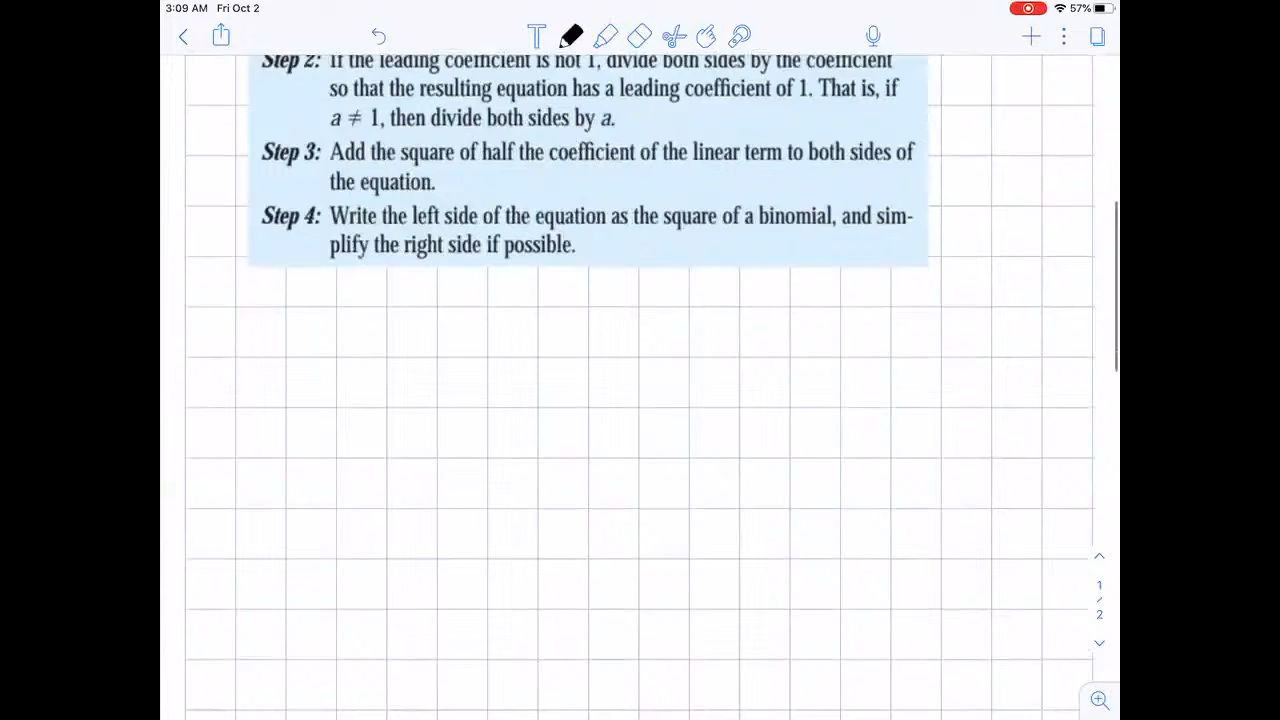 3:09 AM Fri Oct 2
57%
Step 2: If the leading coefficient is not 1, divide both sides by the coefficient
so that the resulting equation has a leading coefficient of 1. That is, if
a ≠ 1, then divide both sides by a.
Step 3: Add the square of half the coefficient of the linear term to both sides of
the equation.
Step 4: Write the left side of the equation as the square of a binomial, and sim-
plify the right side if possible.
1
/
2